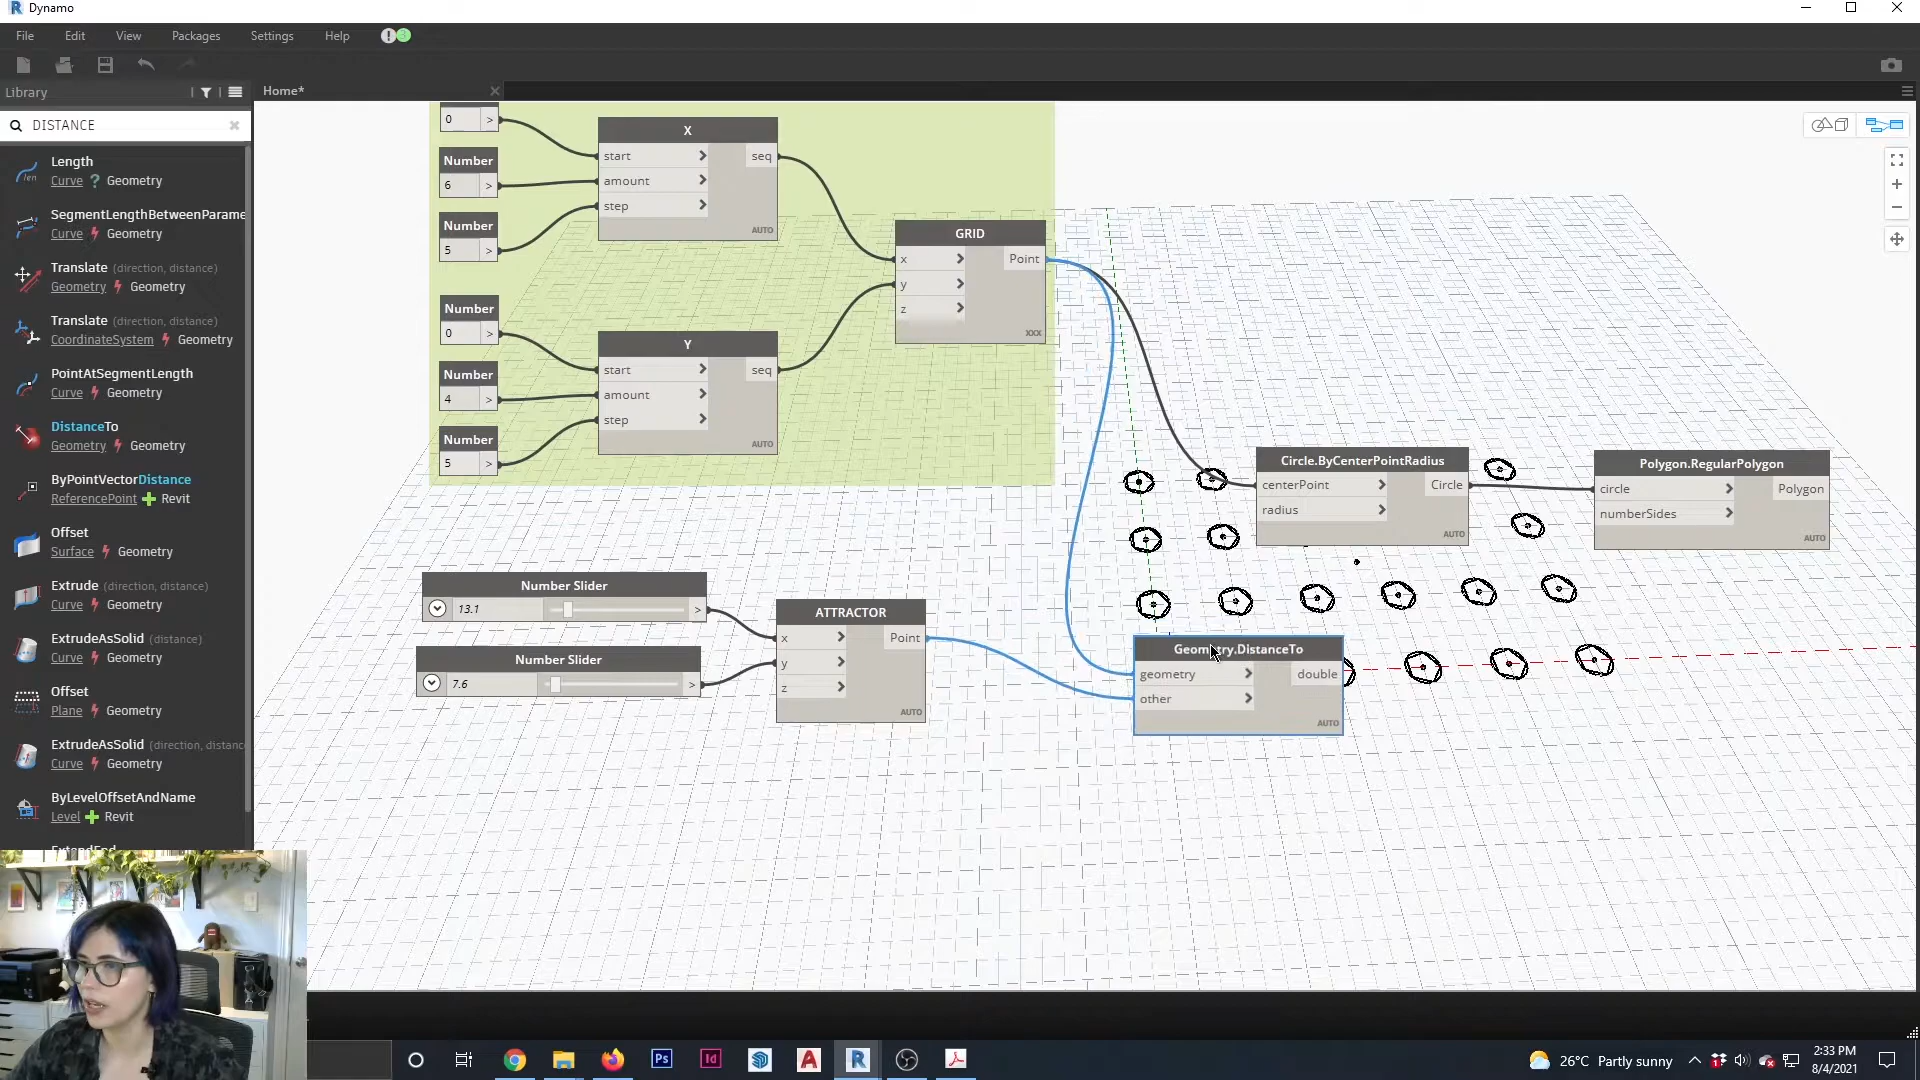 Dynamo
File Edit View Packages Settings Help
Library
Home*
DISTANCE
Length
Curve ? Geometry
SegmentLengthBetweenParame
Curve Geometry
Translate (direction, distance)
Geometry Geometry
Translate (direction, distance)
CoordinateSystem Geometry
PointAtSegmentLength
Curve Geometry
DistanceTo
Geometry Geometry
ByPointVectorDistance
ReferencePoint Revit
Offset
Surface Geometry
Extrude (direction, distance)
Curve Geometry
ExtrudeAsSolid (distance)
Curve Geometry
Offset
Plane Geometry
ExtrudeAsSolid (direction, distance
Curve Geometry
ByLevelOffsetAndName
Level Revit
0 >
Number
6 >
Number
5 >
X
start > seq
amount >
step >
AUTO
Number
0 >
Number
4 >
Number
5 >
Y
start > seq
amount >
step >
AUTO
GRID
x > Point
y >
z >
XXX
Circle.ByCenterPointRadius
centerPoint > Circle
radius >
AUTO
Polygon.RegularPolygon
circle > Polygon
numberSides >
AUTO
Number Slider
13.1 >
Number Slider
7.6 >
ATTRACTOR
x > Point
y >
z >
AUTO
Geometry.DistanceTo
geometry > double
other >
AUTO
Ps Id A R
26°C Partly sunny
2:33 PM
8/4/2021